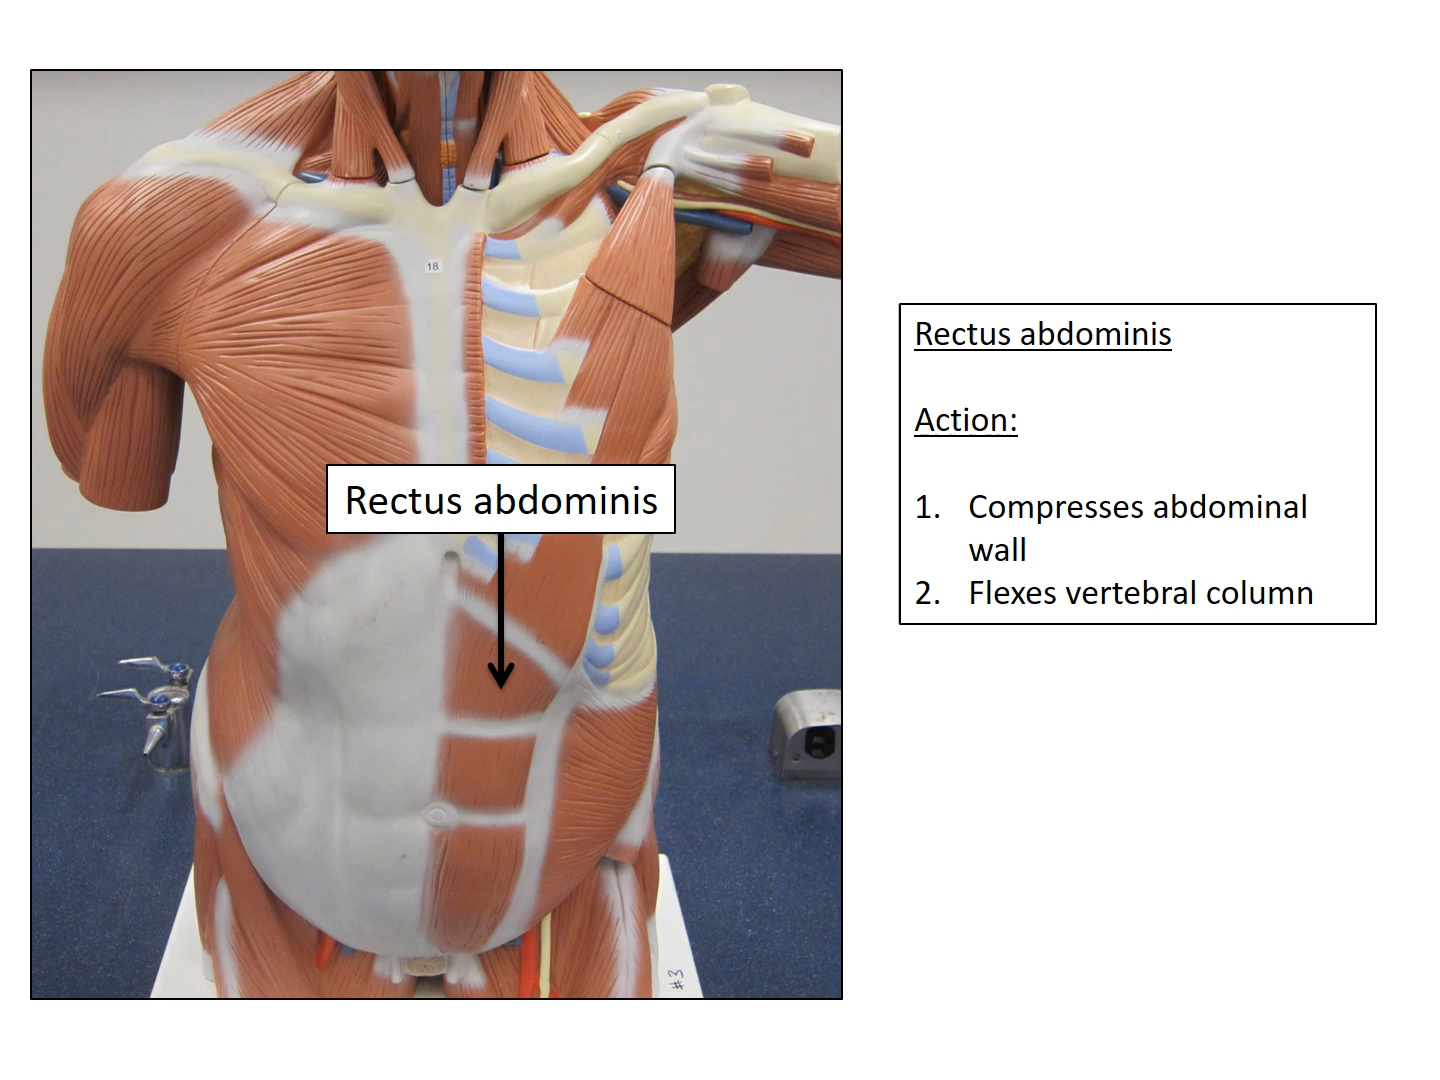 18
Rectus abdominis
#3
Rectus abdominis
Action:
1. Compresses abdominal
wall
2. Flexes vertebral column